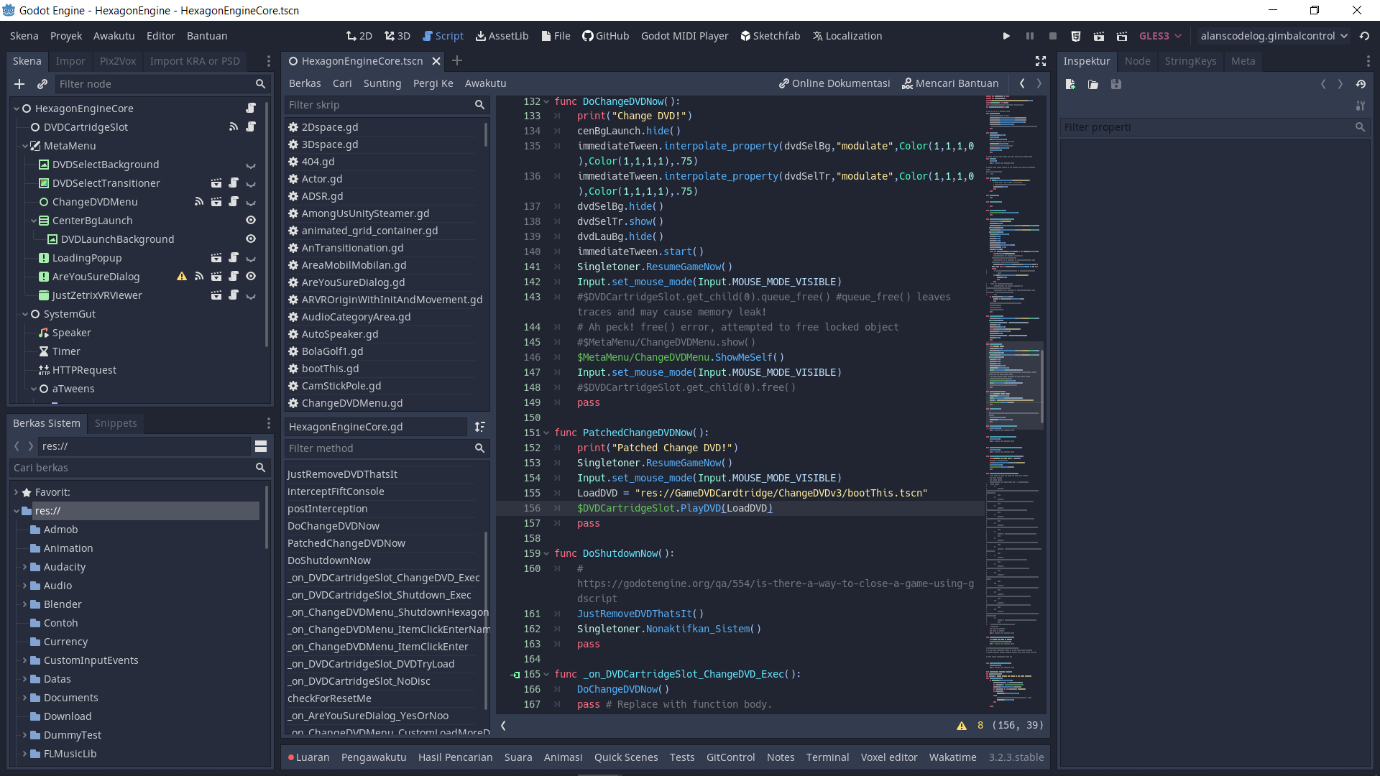 Godot Engine - HexagonEngine - HexagonEngineCore.tscn
Skena Proyek Awakutu Editor Bantuan
2D 3D Script AssetLib File GitHub Godot MIDI Player Sketchfab Localization
GLES3 alanscodelog.gimbalcontrol
Skena Impor Pix2Vox Import KRA or PSD
Filter node
HexagonEngineCore
DVDCartridgeSlot
MetaMenu
DVDSelectBackground
DVDSelectTransitioner
ChangeDVDMenu
CenterBgLaunch
DVDLaunchBackground
LoadingPopup
AreYouSureDialog
JustZetrixVRViewer
SystemGut
Speaker
Timer
HTTPRequest
aTweens
Berkas Sistem Snippets
res://
Cari berkas
Favorit:
res://
Admob
Animation
Audacity
Audio
Blender
Contoh
Currency
CustomInputEvents
Datas
Documents
Download
DummyTest
FLMusicLib
HexagonEngineCore.tscn
Berkas Cari Sunting Pergi Ke Awakutu
Online Dokumentasi Mencari Bantuan
Filter skrip
2Dspace.gd
3Dspace.gd
404.gd
Actor.gd
ADSR.gd
AmongUsUnitySteamer.gd
animated_grid_container.gd
AnTransitionation.gd
AreaMobilMobilan.gd
AreYouSureDialog.gd
ARVROriginWithInitAndMovement.gd
AudioCategoryArea.gd
AutoSpeaker.gd
BolaGolf1.gd
bootThis.gd
CamStickPole.gd
ChangeDVDMenu.gd
HexagonEngineCore.gd
Filter method
JustRemoveDVDThatsIt
InterceptFiftConsole
postInterception
DoChangeDVDNow
PatchedChangeDVDNow
DoShutdownNow
_on_DVDCartridgeSlot_ChangeDVD_Exec
_on_DVDCartridgeSlot_Shutdown_Exec
_on_ChangeDVDMenu_ShutdownHexagon
_on_ChangeDVDMenu_ItemClickEnterNam
_on_ChangeDVDMenu_ItemClickEnter
_on_DVDCartridgeSlot_DVDTryLoad
_on_DVDCartridgeSlot_NoDisc
checkForResetMe
_on_AreYouSureDialog_YesOrNoo
_on_ChangeDVDMenu_CustomLoadMoreD
132 func DoChangeDVDNow():
133 print("Change DVD!")
134 cenBgLaunch.hide()
135 immediateTween.interpolate_property(dvdSelBg,"modulate",Color(1,1,1,0
),Color(1,1,1,1),.75)
136 immediateTween.interpolate_property(dvdSelTr,"modulate",Color(1,1,1,0
),Color(1,1,1,1),.75)
137 dvdSelBg.hide()
138 dvdSelTr.show()
139 dvdLauBg.hide()
140 immediateTween.start()
141 Singletoner.ResumeGameNow()
142 Input.set_mouse_mode(Input.MOUSE_MODE_VISIBLE)
143 #$DVDCartridgeSlot.get_child(0).queue_free() #queue_free() leaves
traces and may cause memory leak!
144 # Ah peck! free() error, attempted to free locked object
145 #$MetaMenu/ChangeDVDMenu.show()
146 $MetaMenu/ChangeDVDMenu.ShowMeSelf()
147 Input.set_mouse_mode(Input.MOUSE_MODE_VISIBLE)
148 #$DVDCartridgeSlot.get_child(0).free()
149 pass
150
151 func PatchedChangeDVDNow():
152 print("Patched Change DVD!")
153 Singletoner.ResumeGameNow()
154 Input.set_mouse_mode(Input.MOUSE_MODE_VISIBLE)
155 LoadDVD = "res://GameDVDCardtridge/ChangeDVDv3/bootThis.tscn"
156 $DVDCartridgeSlot.PlayDVD(LoadDVD)
157 pass
158
159 func DoShutdownNow():
160 #
https://godotengine.org/qa/554/is-there-a-way-to-close-a-game-using-g
dscript
161 JustRemoveDVDThatsIt()
162 Singletoner.Nonaktifkan_Sistem()
163 pass
164
165 func _on_DVDCartridgeSlot_ChangeDVD_Exec():
166 DoChangeDVDNow()
167 pass # Replace with function body.
8 (156, 39)
Luaran Pengawakutu Hasil Pencarian Suara Animasi Quick Scenes Tests GitControl Notes Terminal Voxel editor Wakatime 3.2.3.stable
Inspektur Node StringKeys Meta
Filter properti